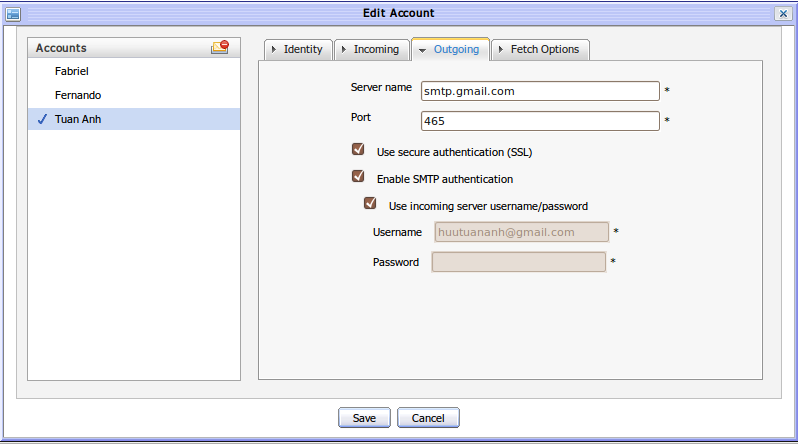 Edit Account
Accounts
Fabriel
Fernando
Tuan Anh
Identity Incoming Outgoing Fetch Options
Server name smtp.gmail.com *
Port 465 *
Use secure authentication (SSL)
Enable SMTP authentication
Use incoming server username/password
Username huutuananh@gmail.com *
Password *
Save Cancel